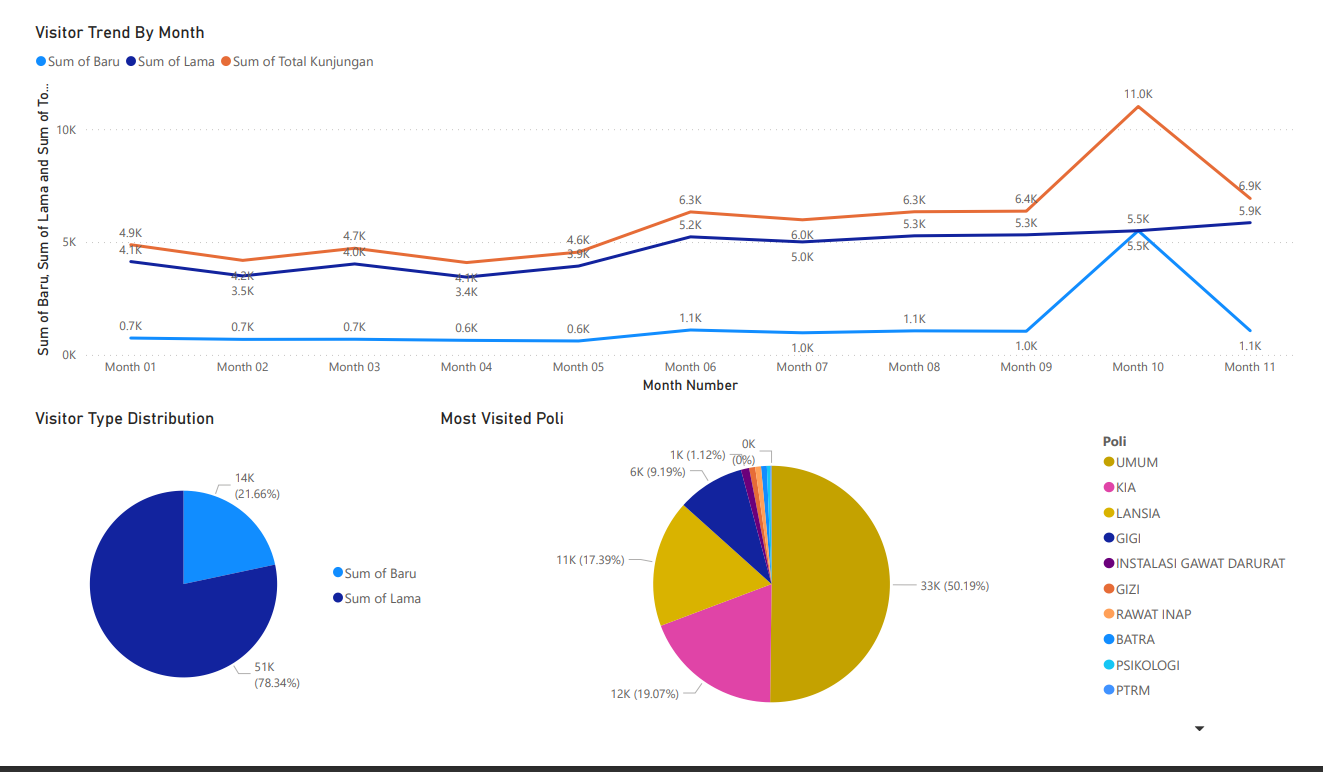 Visitor Trend By Month
Sum of Baru Sum of Lama Sum of Total Kunjungan
Sum of Baru, Sum of Lama and Sum of To...
10K
5K
0K
4.9K 4.2K 4.7K 4.1K 4.6K 6.3K 6.0K 6.3K 6.4K 11.0K 6.9K
4.1K 3.5K 4.0K 3.4K 3.9K 5.2K 5.0K 5.3K 5.3K 5.5K 5.9K
0.7K 0.7K 0.7K 0.6K 0.6K 1.1K 1.0K 1.1K 1.0K 5.5K 1.1K
Month 01 Month 02 Month 03 Month 04 Month 05 Month 06 Month 07 Month 08 Month 09 Month 10 Month 11
Month Number
Visitor Type Distribution
14K
(21.66%)
51K
(78.34%)
Sum of Baru
Sum of Lama
Most Visited Poli
0K
(0%)
1K (1.12%)
6K (9.19%)
11K (17.39%)
12K (19.07%)
33K (50.19%)
Poli
UMUM
KIA
LANSIA
GIGI
INSTALASI GAWAT DARURAT
GIZI
RAWAT INAP
BATRA
PSIKOLOGI
PTRM